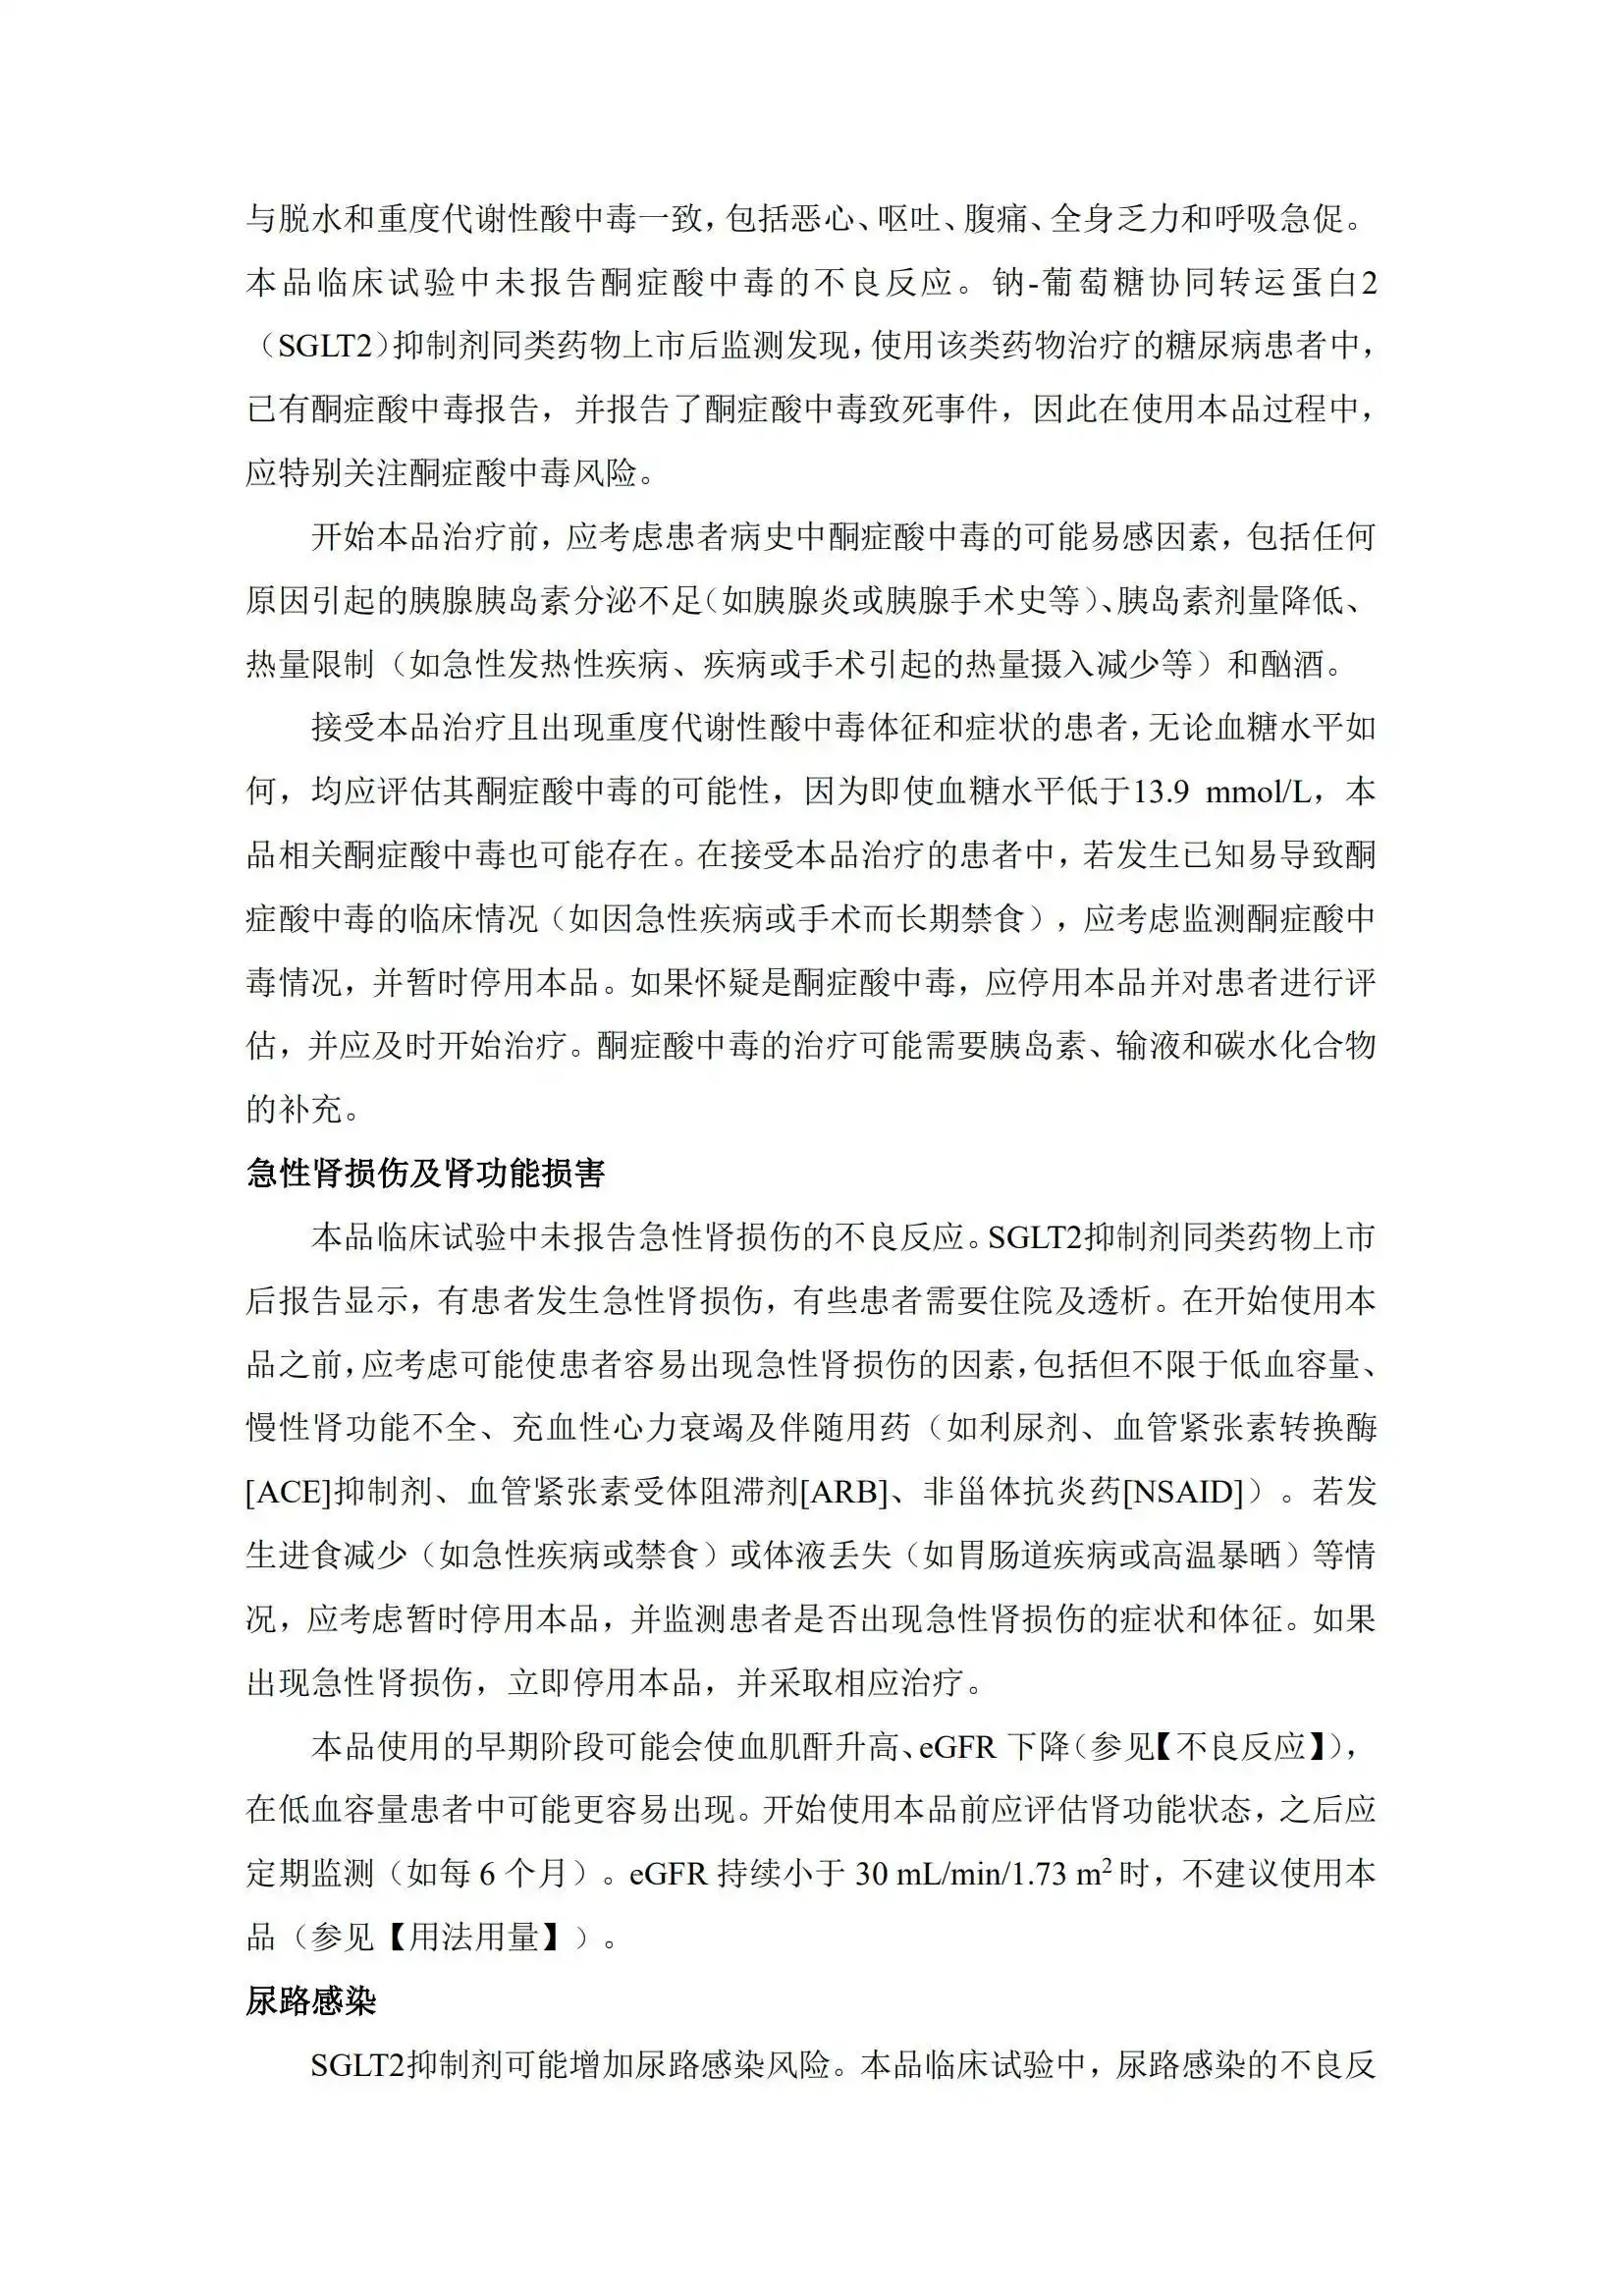 与脱水和重度代谢性酸中毒一致，包括恶心、呕吐、腹痛、全身乏力和呼吸急促。
本品临床试验中未报告酮症酸中毒的不良反应。钠-葡萄糖协同转运蛋白2
（SGLT2）抑制剂同类药物上市后监测发现，使用该类药物治疗的糖尿病患者中，
已有酮症酸中毒报告，并报告了酮症酸中毒致死事件，因此在使用本品过程中，
应特别关注酮症酸中毒风险。
开始本品治疗前，应考虑患者病史中酮症酸中毒的可能易感因素，包括任何
原因引起的胰腺胰岛素分泌不足（如胰腺炎或胰腺手术史等）、胰岛素剂量降低、
热量限制（如急性发热性疾病、疾病或手术引起的热量摄入减少等）和酗酒。
接受本品治疗且出现重度代谢性酸中毒体征和症状的患者，无论血糖水平如
何，均应评估其酮症酸中毒的可能性，因为即使血糖水平低于13.9 mmol/L，本
品相关酮症酸中毒也可能存在。在接受本品治疗的患者中，若发生已知易导致酮
症酸中毒的临床情况（如因急性疾病或手术而长期禁食），应考虑监测酮症酸中
毒情况，并暂时停用本品。如果怀疑是酮症酸中毒，应停用本品并对患者进行评
估，并应及时开始治疗。酮症酸中毒的治疗可能需要胰岛素、输液和碳水化合物
的补充。
急性肾损伤及肾功能损害
本品临床试验中未报告急性肾损伤的不良反应。SGLT2抑制剂同类药物上市
后报告显示，有患者发生急性肾损伤，有些患者需要住院及透析。在开始使用本
品之前，应考虑可能使患者容易出现急性肾损伤的因素，包括但不限于低血容量、
慢性肾功能不全、充血性心力衰竭及伴随用药（如利尿剂、血管紧张素转换酶
[ACE]抑制剂、血管紧张素受体阻滞剂[ARB]、非甾体抗炎药[NSAID]）。若发
生进食减少（如急性疾病或禁食）或体液丢失（如胃肠道疾病或高温暴晒）等情
况，应考虑暂时停用本品，并监测患者是否出现急性肾损伤的症状和体征。如果
出现急性肾损伤，立即停用本品，并采取相应治疗。
本品使用的早期阶段可能会使血肌酐升高、eGFR 下降（参见【不良反应】），
在低血容量患者中可能更容易出现。开始使用本品前应评估肾功能状态，之后应
定期监测（如每 6 个月）。eGFR 持续小于 30 mL/min/1.73 m²时，不建议使用本
品（参见【用法用量】）。
尿路感染
SGLT2抑制剂可能增加尿路感染风险。本品临床试验中，尿路感染的不良反